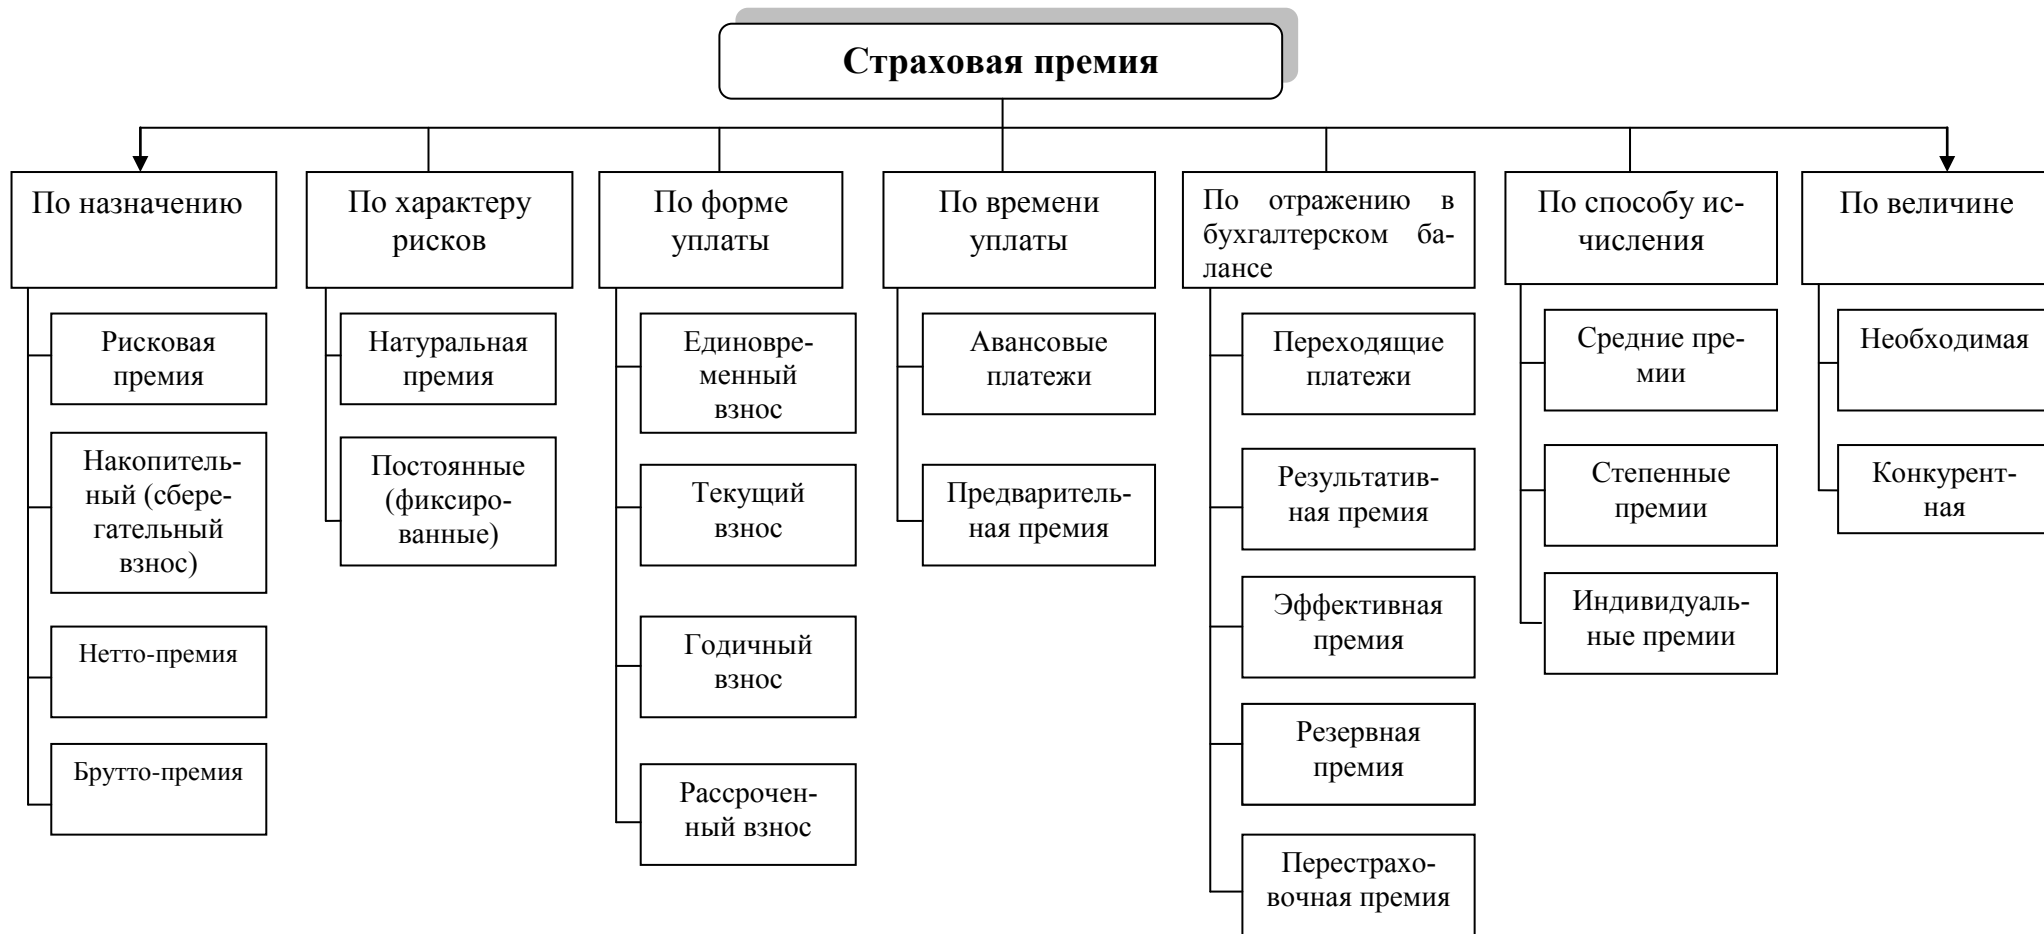 Страховая премия
По назначению
Рисковая
премия
Накопитель-
ный (сбере-
гательный
взнос)
Нетто-премия
Брутто-премия
По характеру
рисков
Натуральная
премия
Постоянные
(фиксиро-
ванные)
По форме
уплаты
Единовре-
менный
взнос
Текущий
взнос
Годичный
взнос
Рассрочен-
ный взнос
По времени
уплаты
Авансовые
платежи
Предваритель-
ная премия
По отражению в
бухгалтерском ба-
лансе
Переходящие
платежи
Результатив-
ная премия
Эффективная
премия
Резервная
премия
Перестрахо-
вочная премия
По способу ис-
числения
Средние пре-
мии
Степенные
премии
Индивидуаль-
ные премии
По величине
Необходимая
Конкурент-
ная